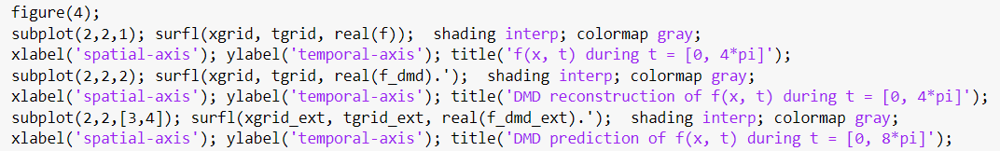 figure(4);
subplot(2,2,1); surfl(xgrid, tgrid, real(f));  shading interp; colormap gray;
xlabel('spatial-axis'); ylabel('temporal-axis'); title('f(x, t) during t = [0, 4*pi]');
subplot(2,2,2); surfl(xgrid, tgrid, real(f_dmd).');  shading interp; colormap gray;
xlabel('spatial-axis'); ylabel('temporal-axis'); title('DMD reconstruction of f(x, t) during t = [0, 4*pi]');
subplot(2,2,[3,4]); surfl(xgrid_ext, tgrid_ext, real(f_dmd_ext).');  shading interp; colormap gray;
xlabel('spatial-axis'); ylabel('temporal-axis'); title('DMD prediction of f(x, t) during t = [0, 8*pi]');